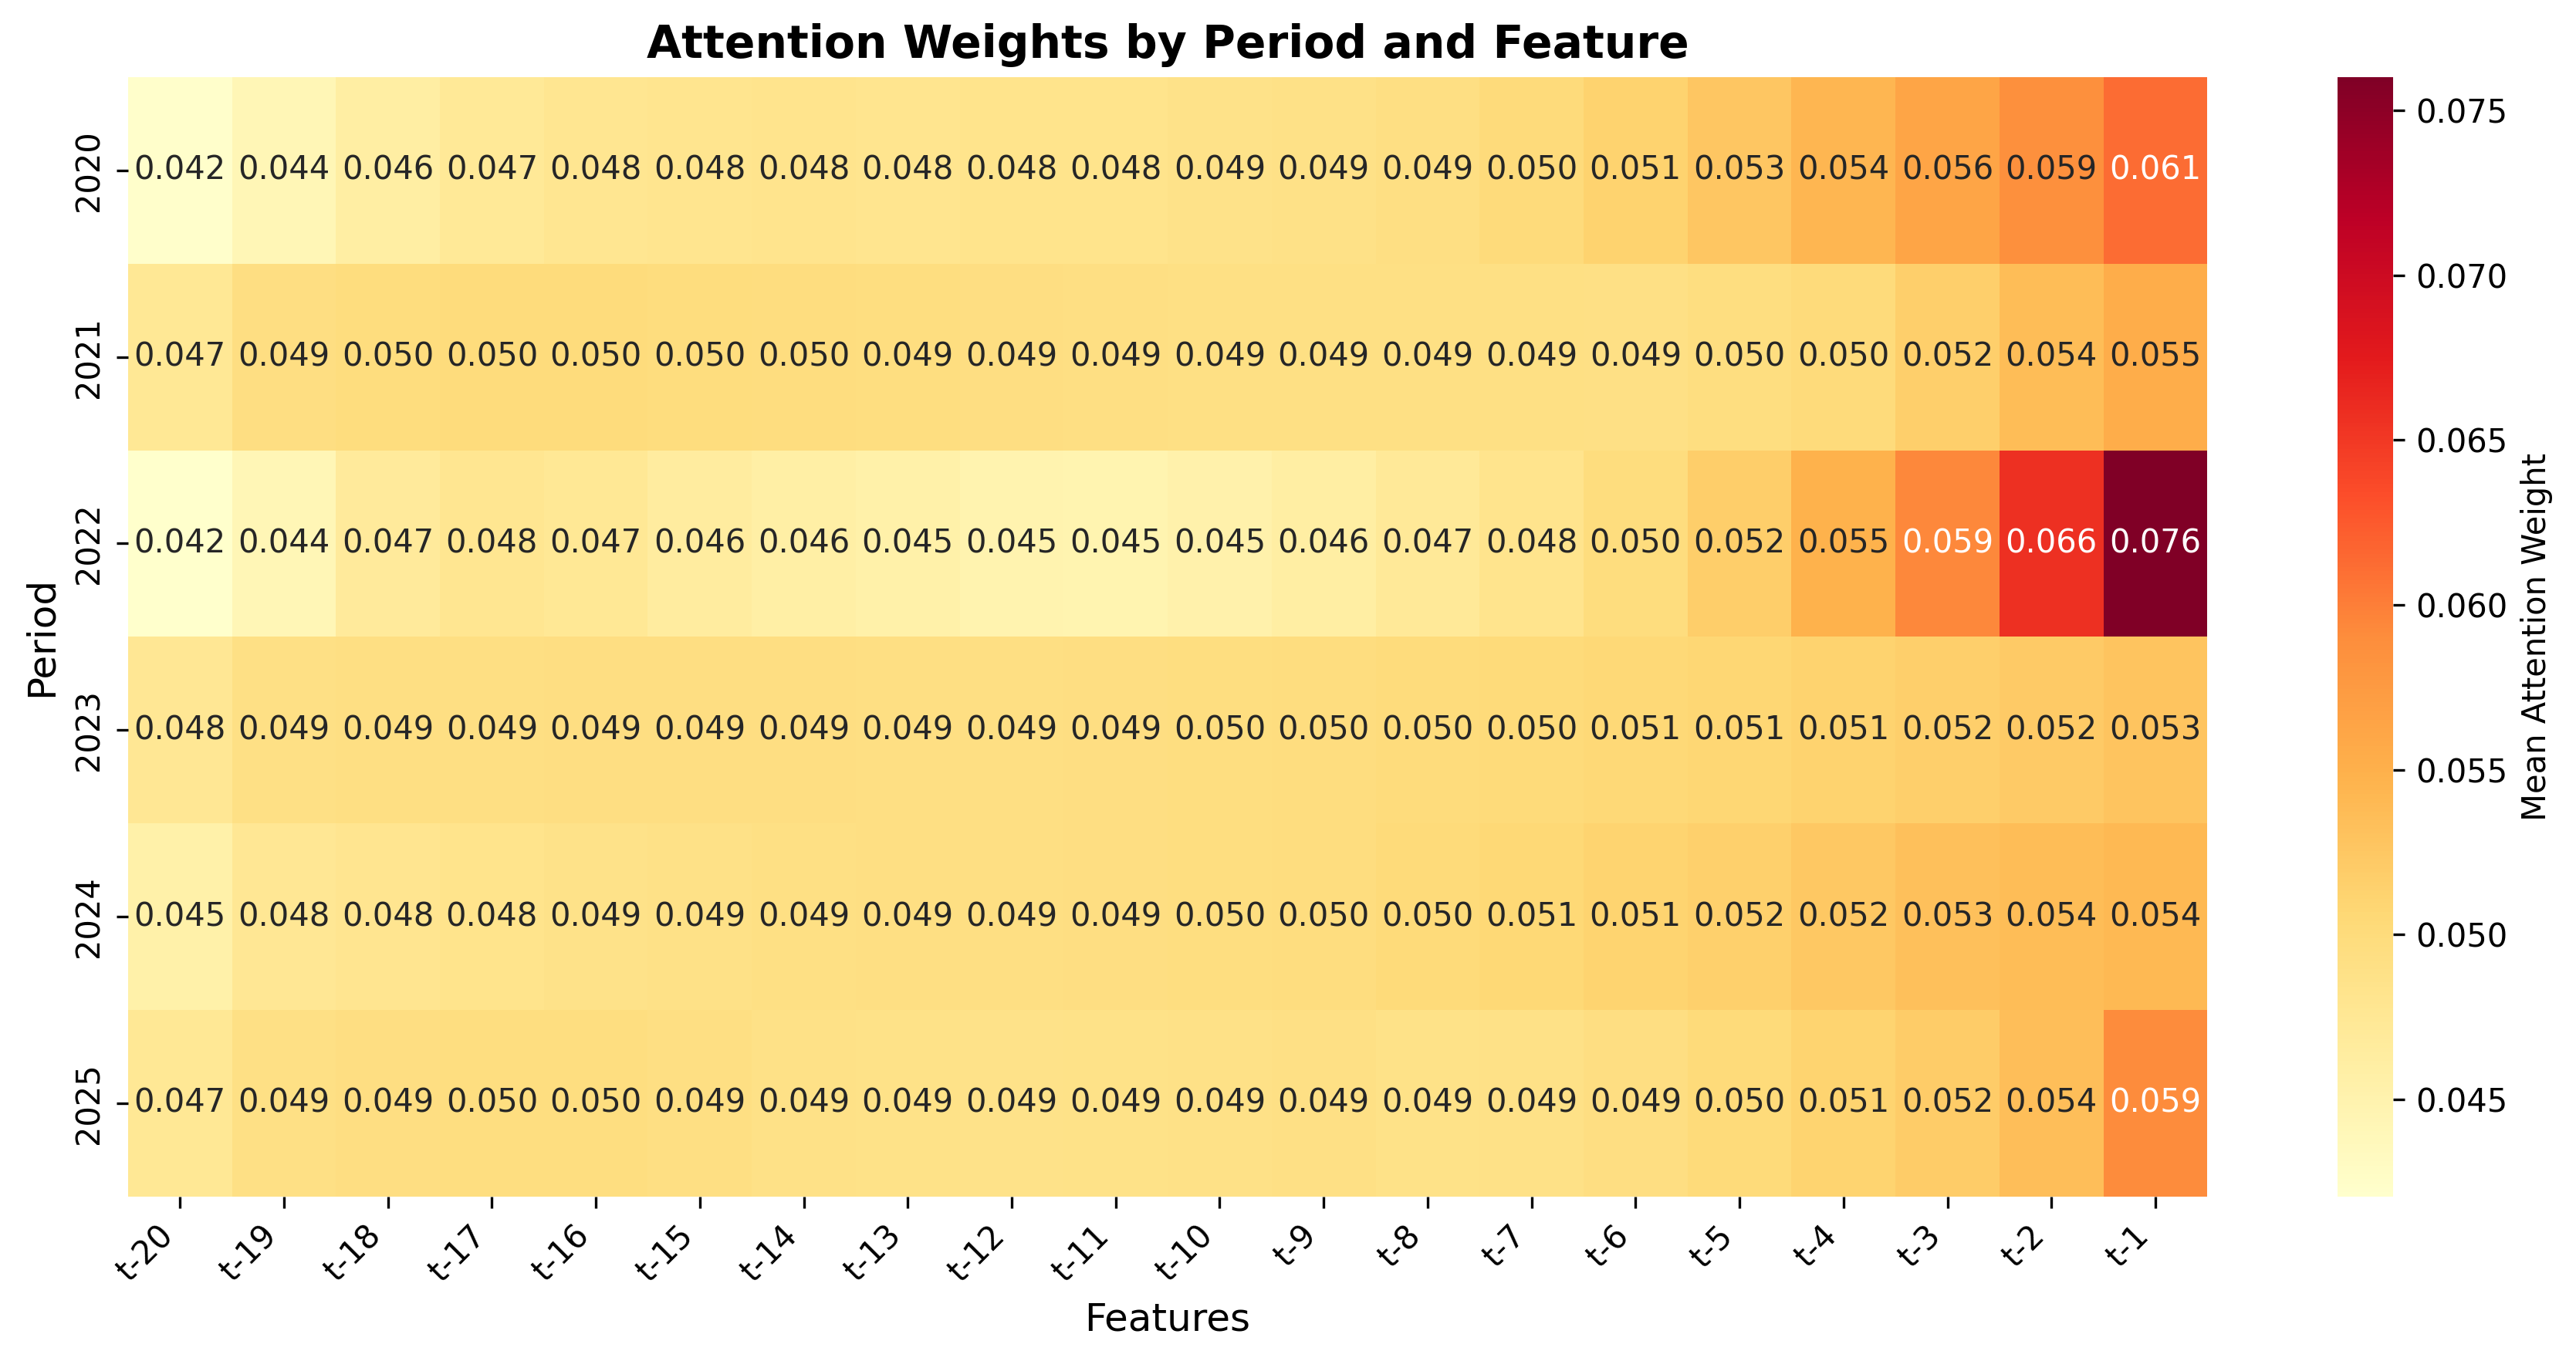 Attention Weights by Period and Feature
Period
2020 0.042 0.044 0.046 0.047 0.048 0.048 0.048 0.048 0.048 0.048 0.049 0.049 0.049 0.050 0.051 0.053 0.054 0.056 0.059 0.061
2021 0.047 0.049 0.050 0.050 0.050 0.050 0.050 0.049 0.049 0.049 0.049 0.049 0.049 0.049 0.049 0.050 0.050 0.052 0.054 0.055
2022 0.042 0.044 0.047 0.048 0.047 0.046 0.046 0.045 0.045 0.045 0.045 0.046 0.047 0.048 0.050 0.052 0.055 0.059 0.066 0.076
2023 0.048 0.049 0.049 0.049 0.049 0.049 0.049 0.049 0.049 0.049 0.050 0.050 0.050 0.050 0.051 0.051 0.051 0.052 0.052 0.053
2024 0.045 0.048 0.048 0.048 0.049 0.049 0.049 0.049 0.049 0.049 0.050 0.050 0.050 0.051 0.051 0.052 0.052 0.053 0.054 0.054
2025 0.047 0.049 0.049 0.050 0.050 0.049 0.049 0.049 0.049 0.049 0.049 0.049 0.049 0.049 0.049 0.050 0.051 0.052 0.054 0.059
t-20 t-19 t-18 t-17 t-16 t-15 t-14 t-13 t-12 t-11 t-10 t-9 t-8 t-7 t-6 t-5 t-4 t-3 t-2 t-1
Features
0.075
0.070
0.065
0.060
0.055
0.050
0.045
Mean Attention Weight